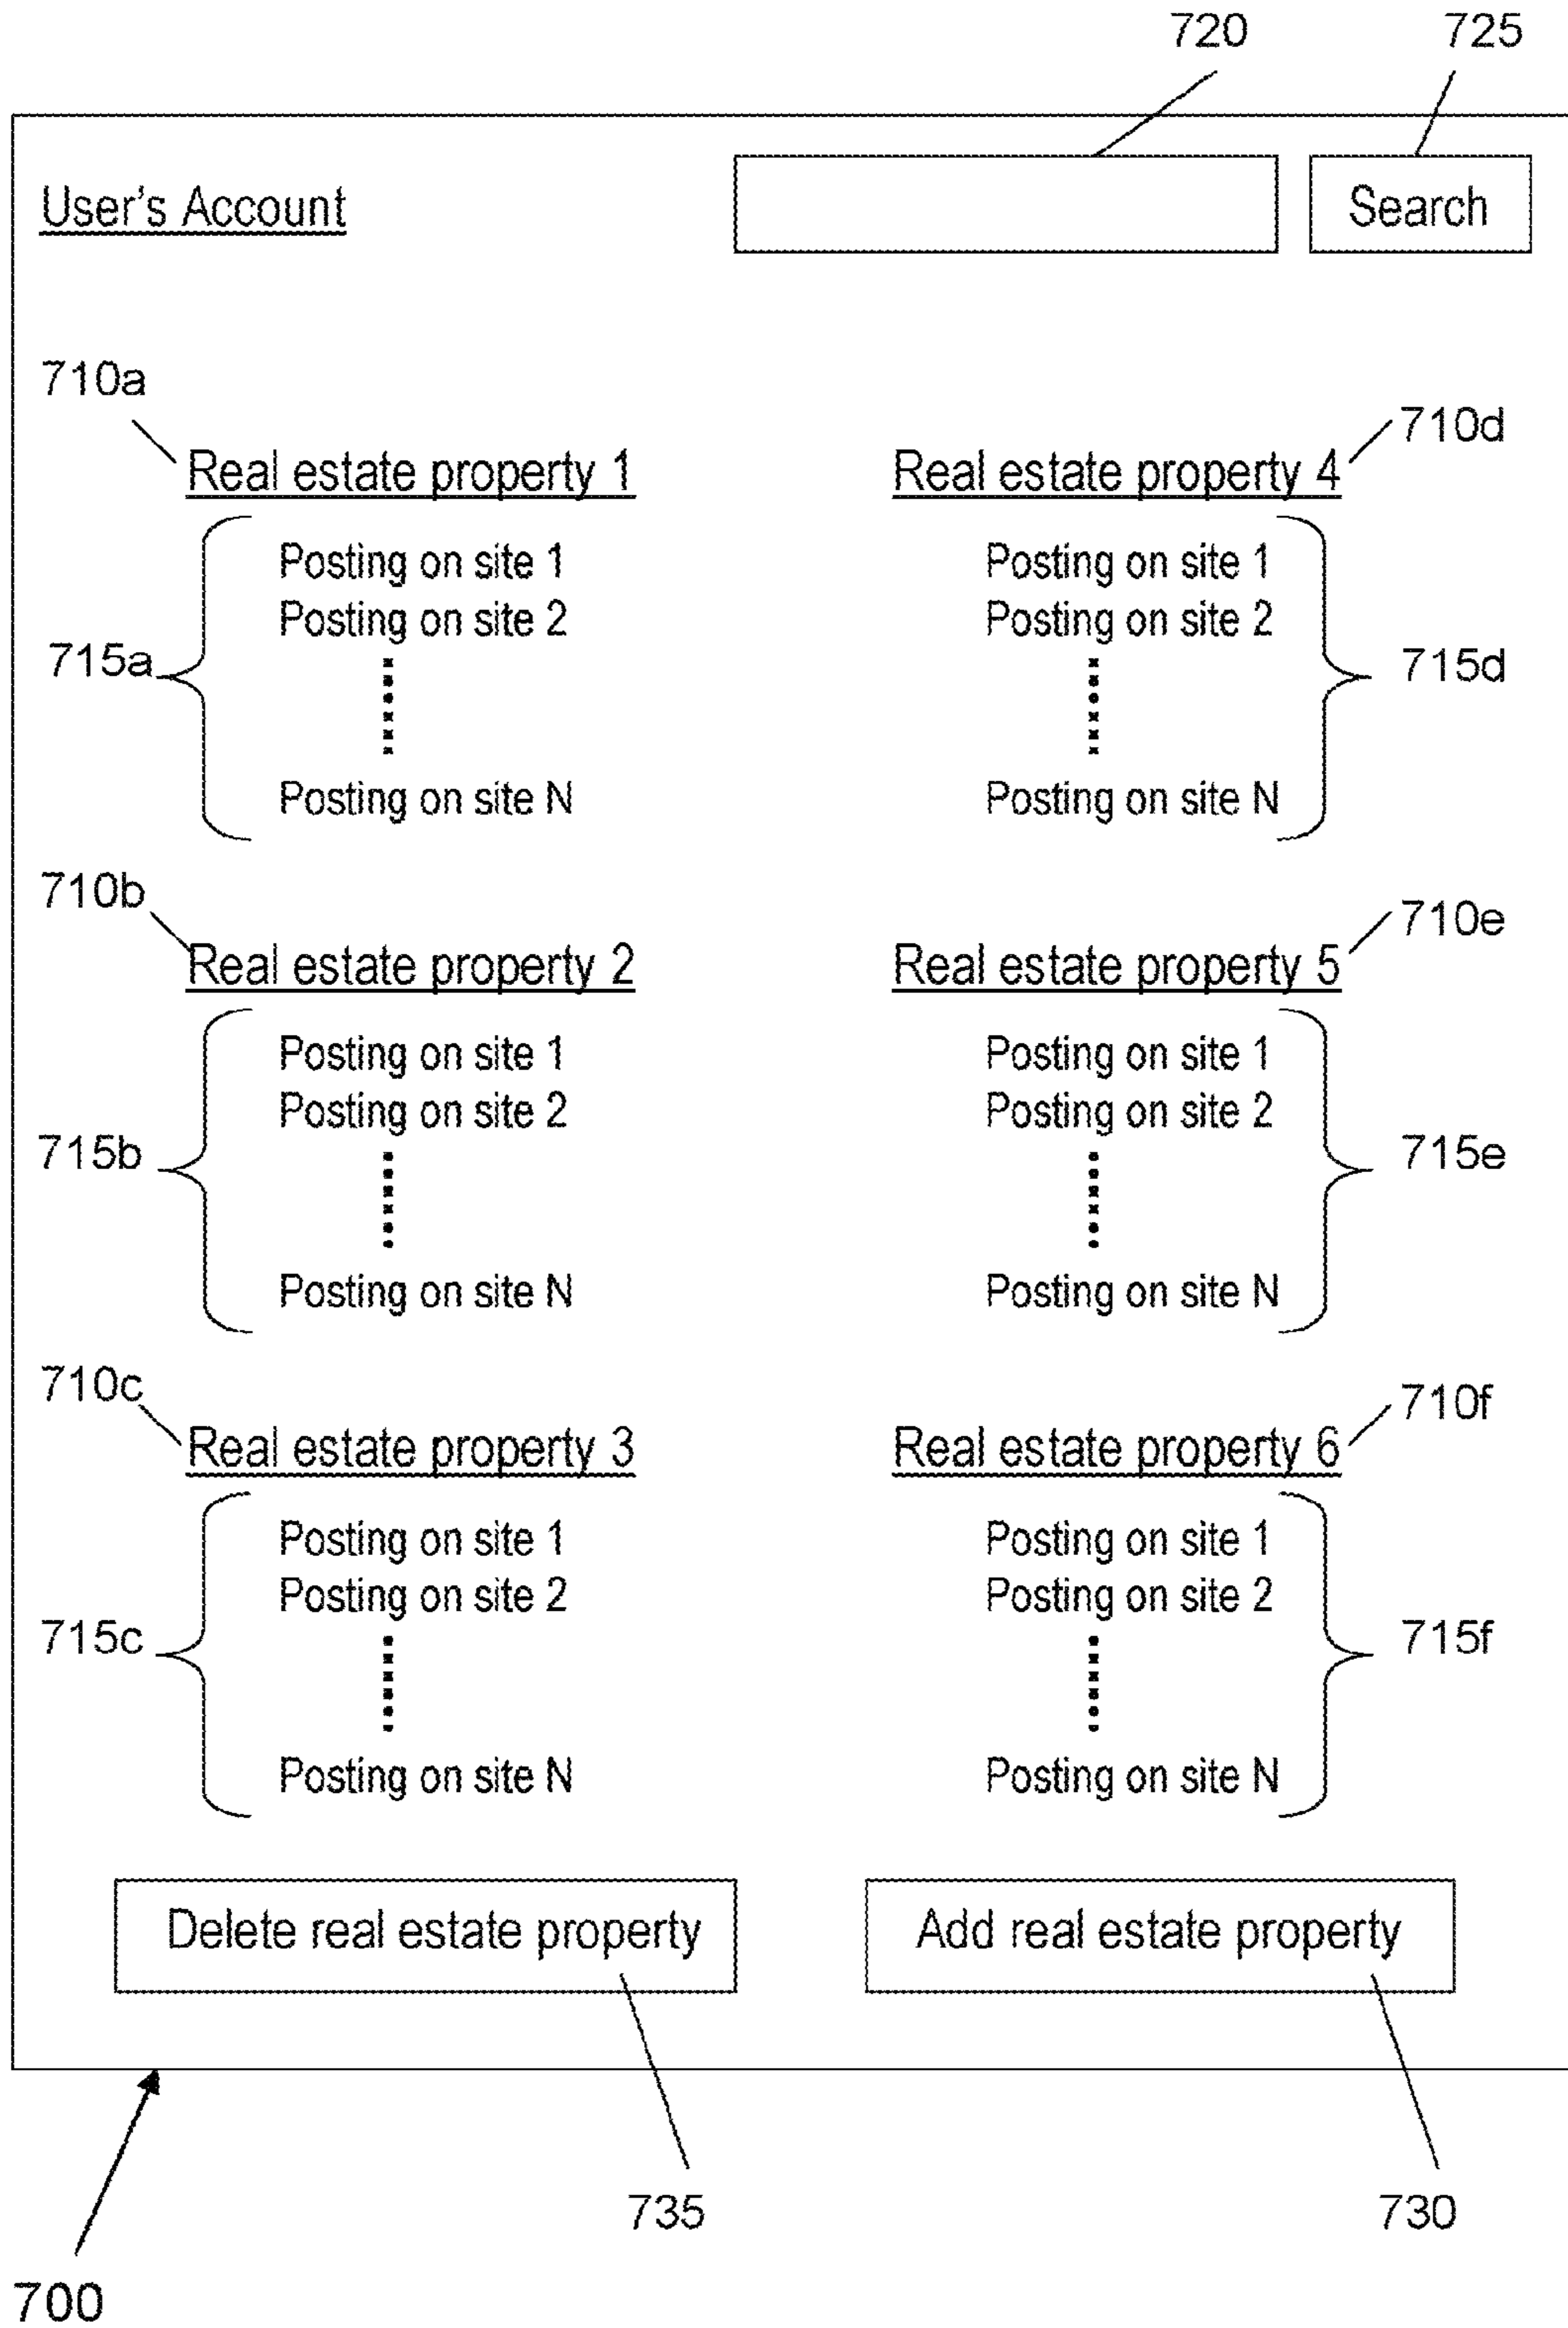 720 725
User's Account Search
710a
710d
Real estate property 1 Real estate property 4
Posting on site 1 Posting on site 1
Posting on site 2 Posting on site 2
715a 715d
Posting on site N Posting on site N
710b
710e
Real estate property 2 Real estate property 5
Posting on site 1 Posting on site 1
Posting on site 2 Posting on site 2
715b 715e
Posting on site N Posting on site N
710c 710f
Real estate property 3 Real estate property 6
Posting on site 1 Posting on site 1
Posting on site 2 Posting on site 2
715c 715f
Posting on site N Posting on site N
Delete real estate property Add real estate property
735 730
700